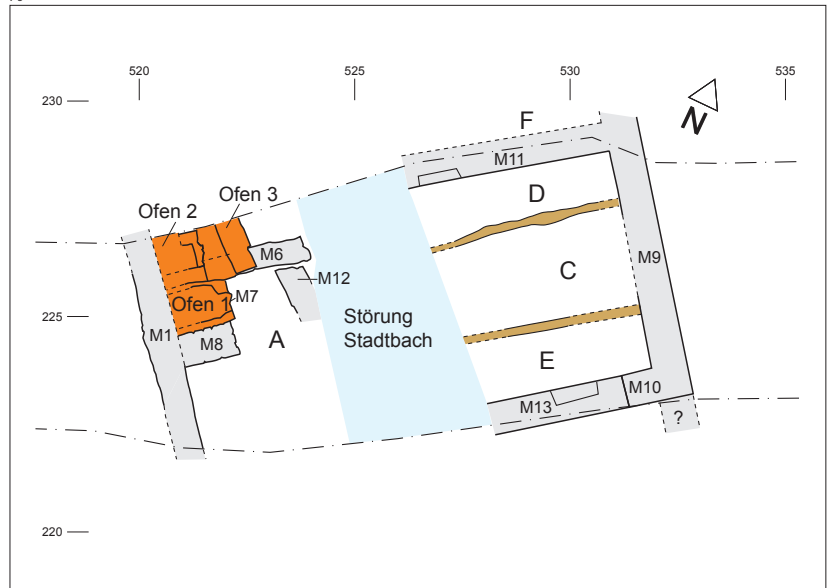 520
525
530
535
230
F
N
M11
Ofen 3
D
Ofen 2
M6
C
M9
M12
M7
Ofen 1
225
M1
M8
A
Störung
Stadtbach
E
M10
M13
?
220